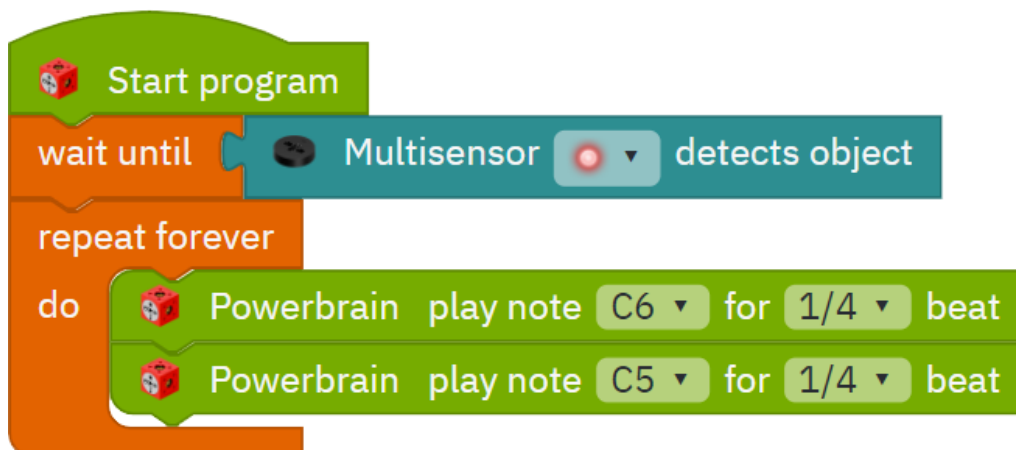 Start program
wait until Multisensor detects object
repeat forever
do Powerbrain play note C6 for 1/4 beat
Powerbrain play note C5 for 1/4 beat